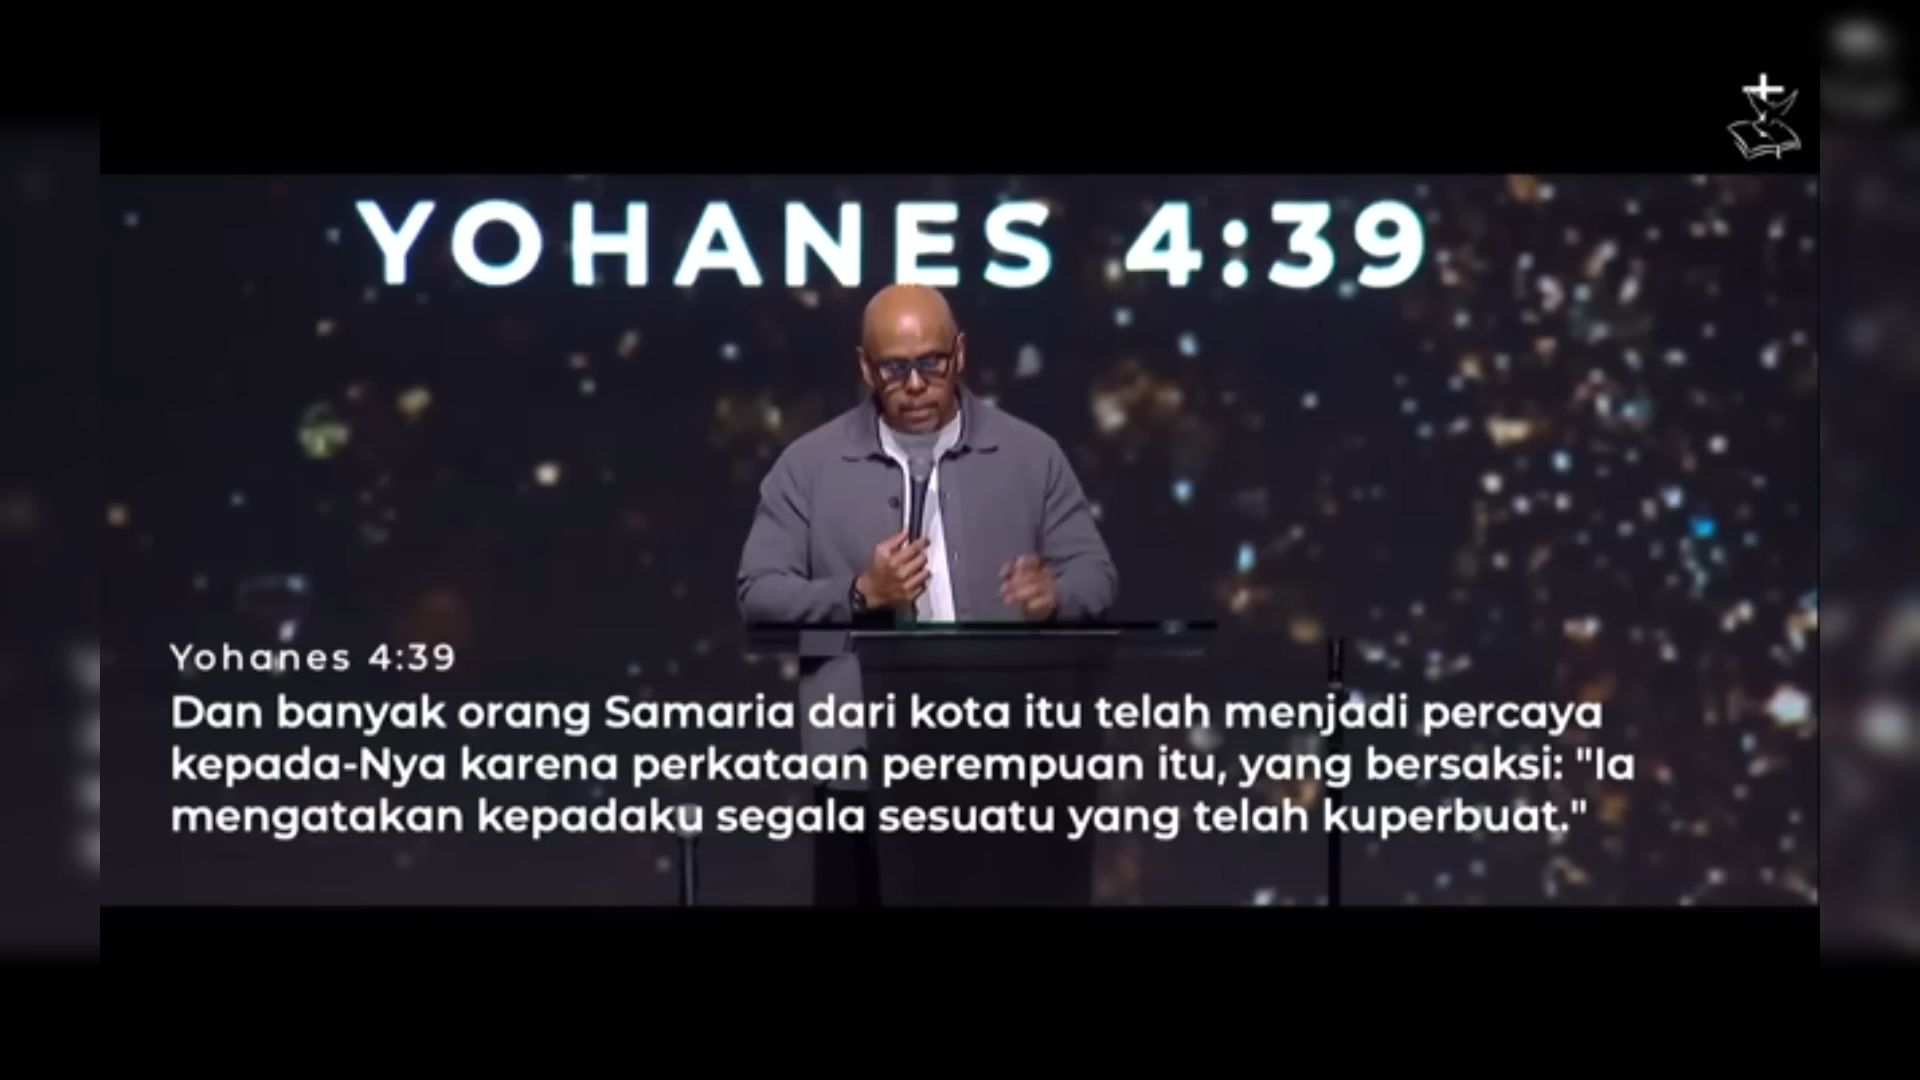 YOHANES 4:39
Yohanes 4:39
Dan banyak orang Samaria dari kota itu telah menjadi percaya
kepada-Nya karena perkataan perempuan itu, yang bersaksi: "Ia
mengatakan kepadaku segala sesuatu yang telah kuperbuat."